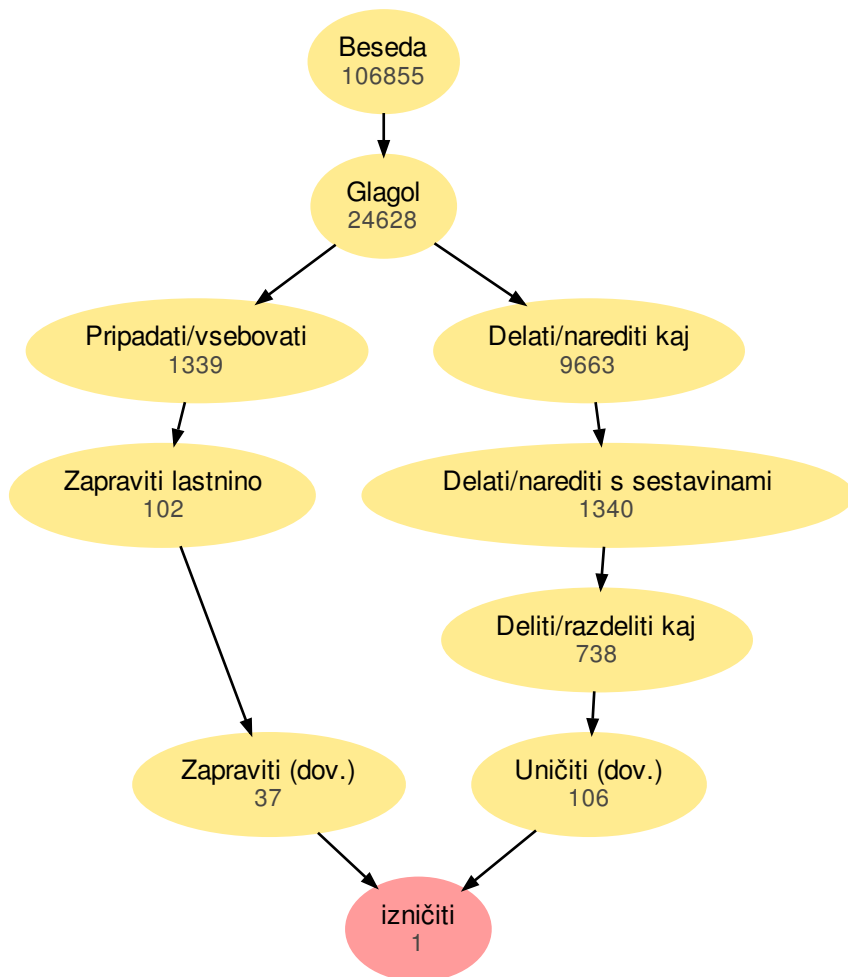 Beseda
106855
Glagol
24628
Pripadati/vsebovati
1339
Delati/narediti kaj
9663
Zapraviti lastnino
102
Delati/narediti s sestavinami
1340
Deliti/razdeliti kaj
738
Zapraviti (dov.)
37
Uničiti (dov.)
106
izničiti
1